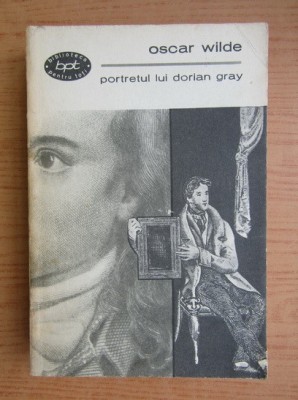 biblioteca
bpt
pentru toți
oscar wilde
portretul lui dorian gray